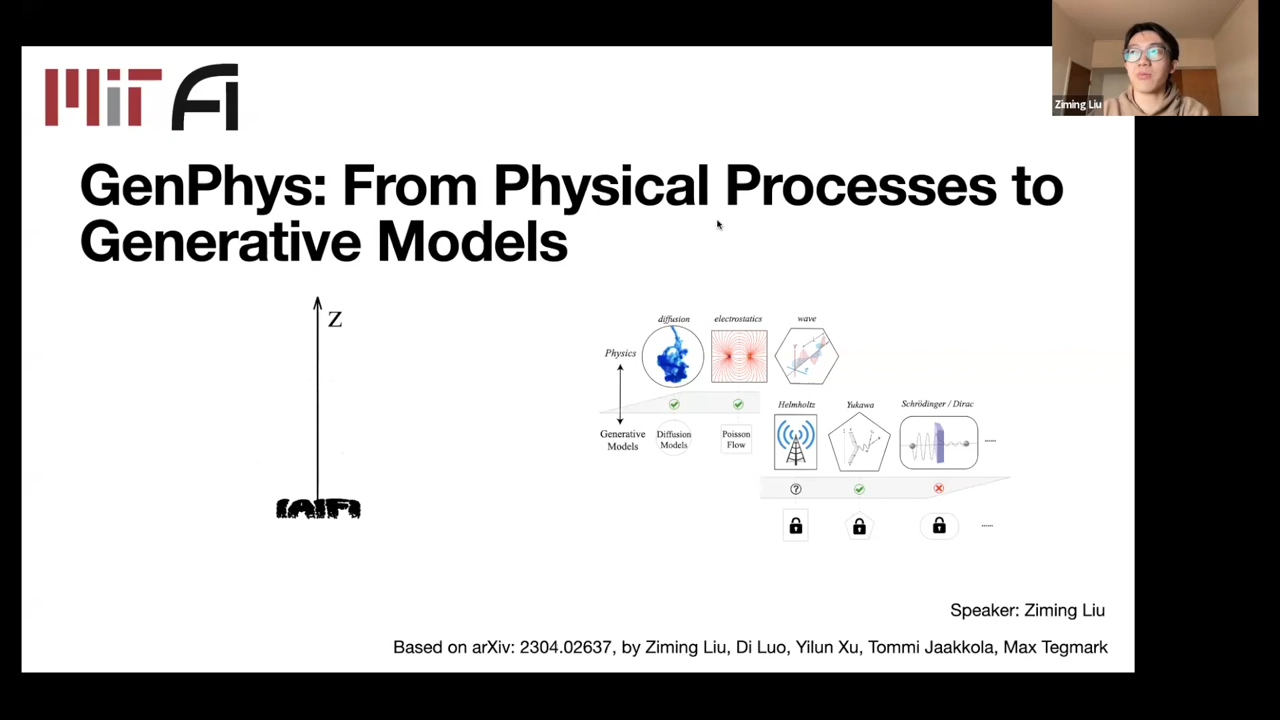 MiT AI
Ziming Liu
GenPhys: From Physical Processes to
Generative Models
Z
diffusion
electrostatics
wave
Physics
Helmholtz
Yukawa
Schrödinger / Dirac
Generative
Models
Diffusion
Models
Poisson
Flow
......
?
......
Speaker: Ziming Liu
Based on arXiv: 2304.02637, by Ziming Liu, Di Luo, Yilun Xu, Tommi Jaakkola, Max Tegmark